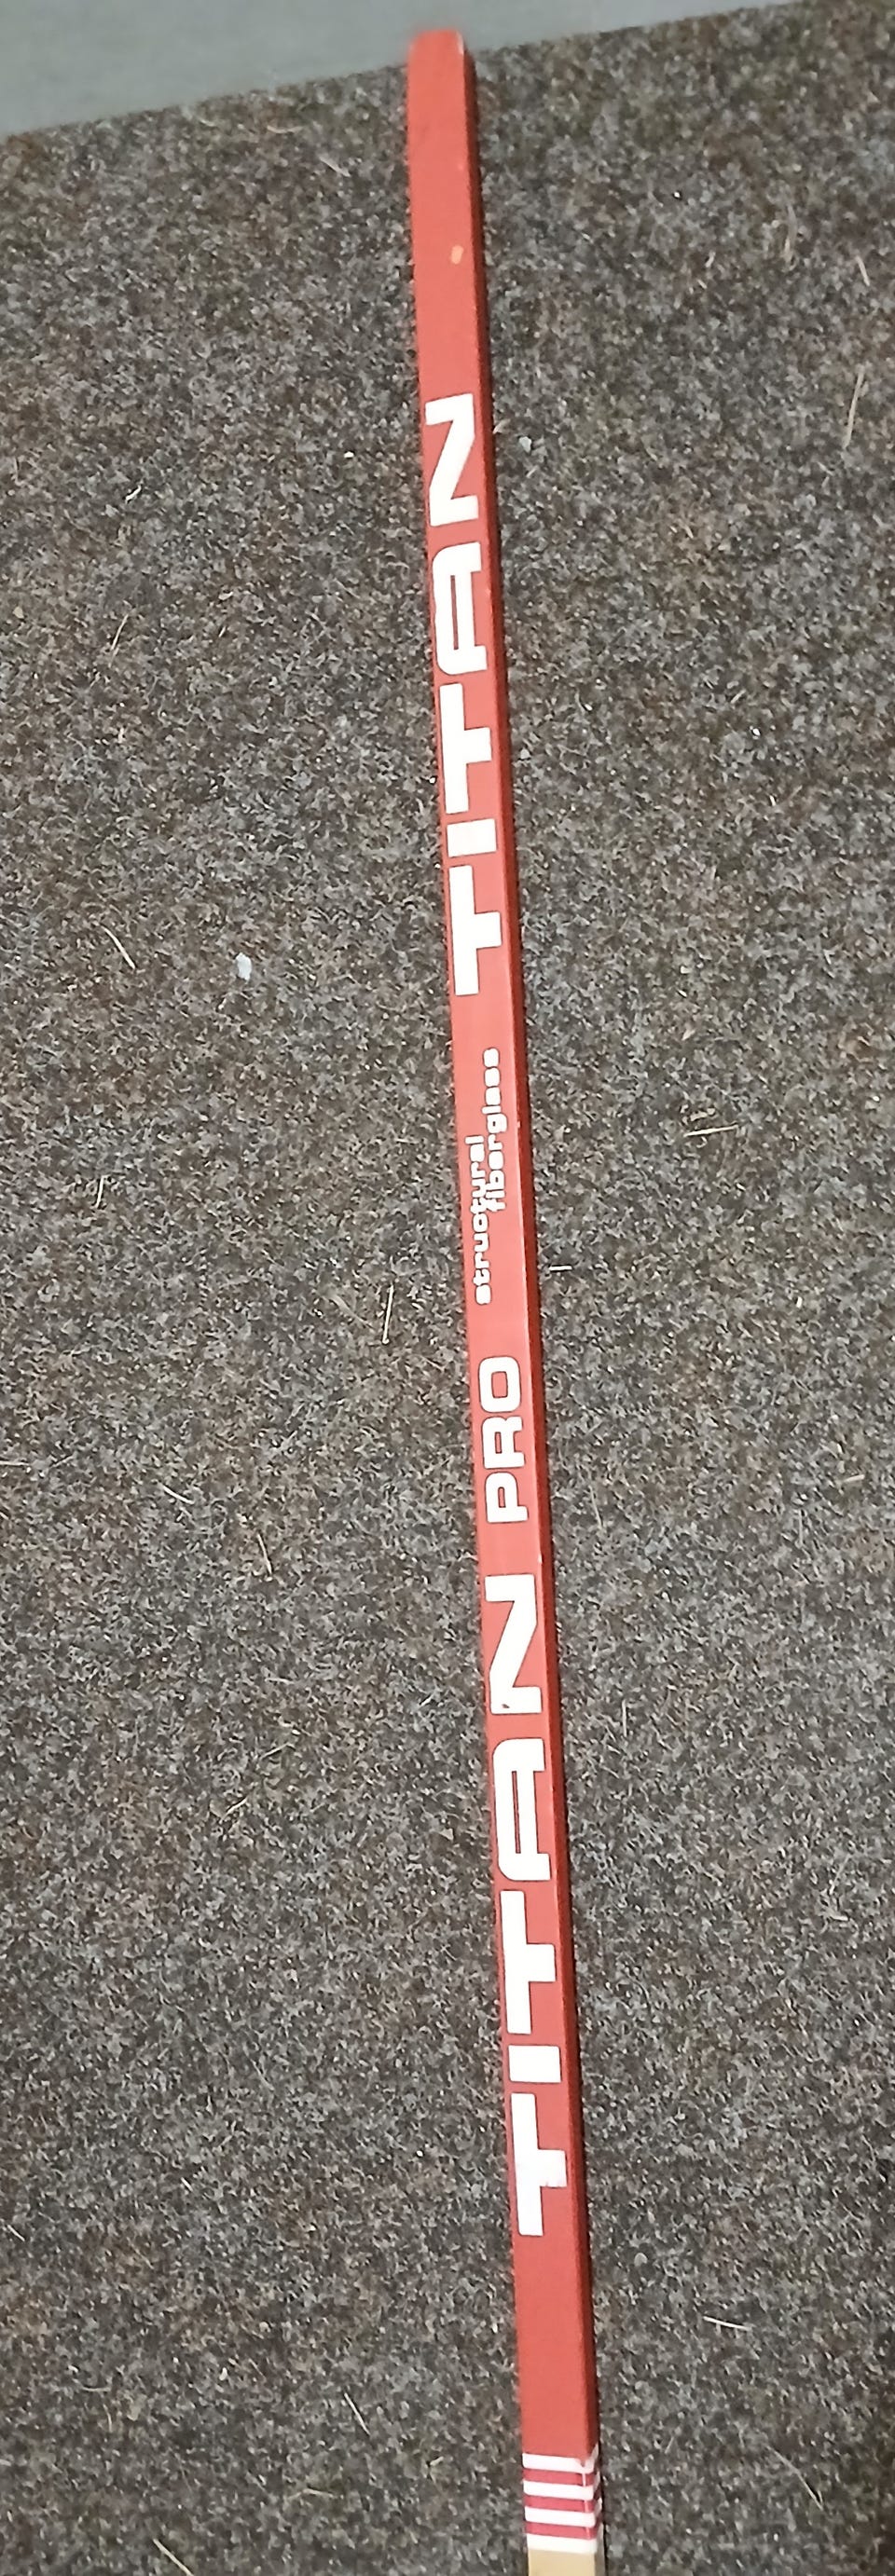 TITAN PRO
structural
fiberglass
TITAN